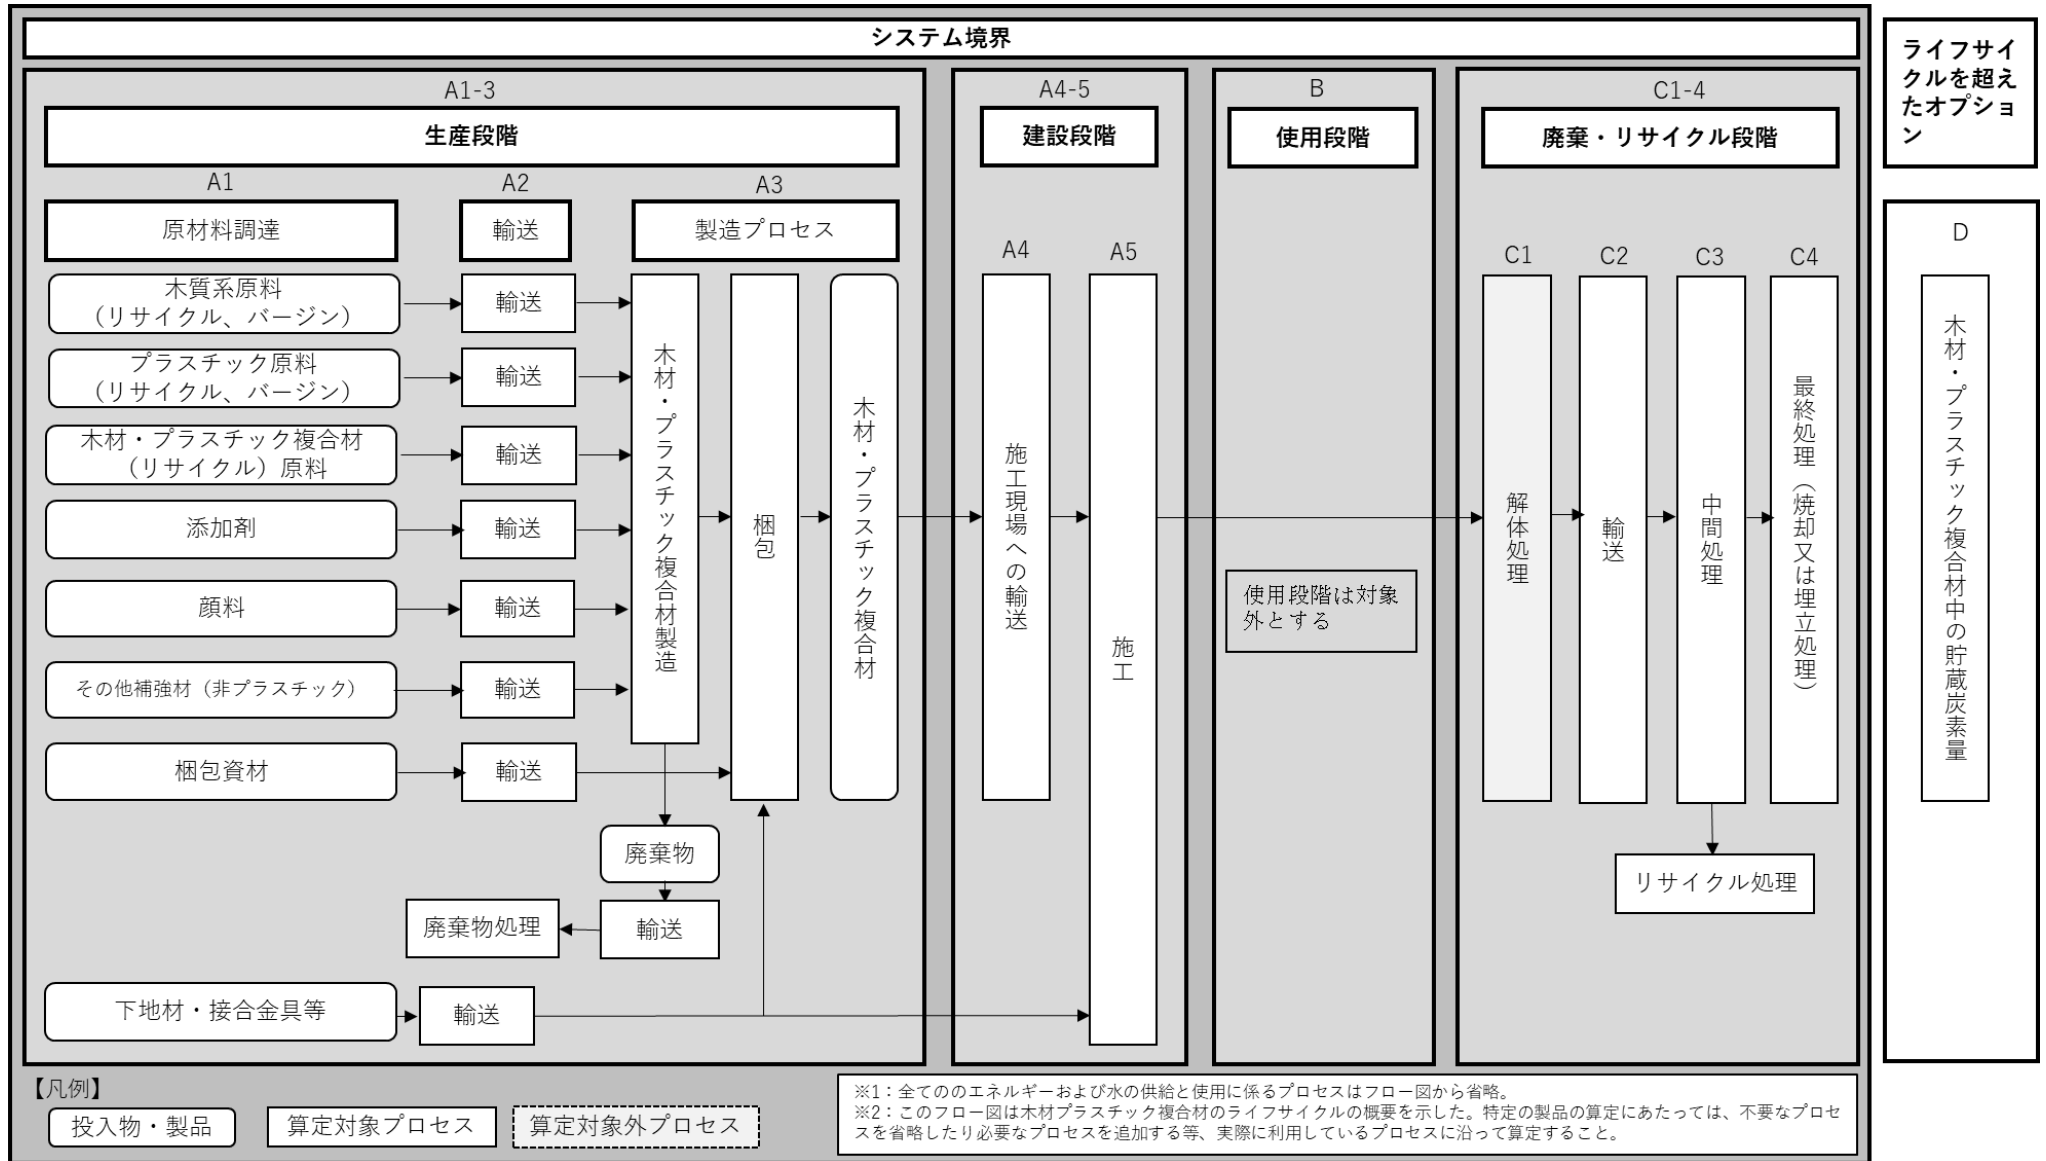 システム境界
A1-3
生産段階
A1
原材料調達
A2
輸送
A3
製造プロセス
木質系原料
（リサイクル、バージン）
輸送
プラスチック原料
（リサイクル、バージン）
輸送
木材・プラスチック複合材
（リサイクル）原料
輸送
添加剤
輸送
顔料
輸送
その他補強材（非プラスチック）
輸送
梱包資材
輸送
木材・プラスチック複合材製造
梱包
木材・プラスチック複合材
廃棄物
輸送
廃棄物処理
下地材・接合金具等
輸送
A4-5
建設段階
A4
施工現場への輸送
A5
施工
B
使用段階
使用段階は対象
外とする
C1-4
廃棄・リサイクル段階
C1
解体処理
C2
輸送
C3
中間処理
C4
最終処理（焼却又は埋立処理）
リサイクル処理
ライフサイ
クルを超え
たオプショ
ン
D
木材・プラスチック複合材中の貯蔵炭素量
【凡例】
投入物・製品
算定対象プロセス
算定対象外プロセス
※1：全てののエネルギーおよび水の供給と使用に係るプロセスはフロー図から省略。
※2：このフロー図は木材プラスチック複合材のライフサイクルの概要を示した。特定の製品の算定にあたっては、不要なプロセ
スを省略したり必要なプロセスを追加する等、実際に利用しているプロセスに沿って算定すること。